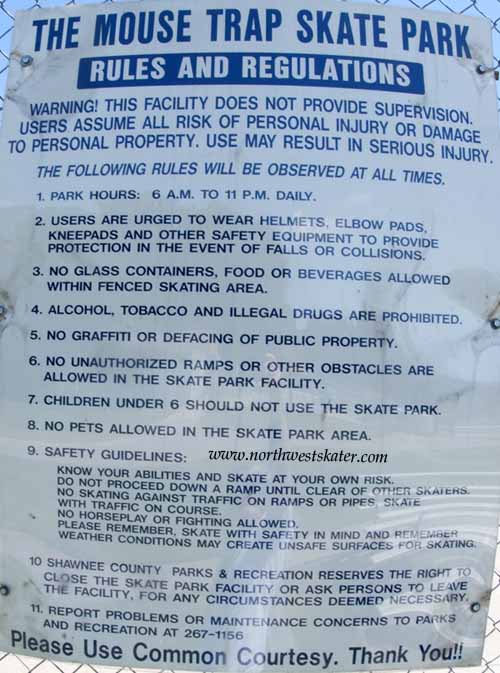 THE MOUSE TRAP SKATE PARK
RULES AND REGULATIONS
WARNING! THIS FACILITY DOES NOT PROVIDE SUPERVISION.
USERS ASSUME ALL RISK OF PERSONAL INJURY OR DAMAGE
TO PERSONAL PROPERTY. USE MAY RESULT IN SERIOUS INJURY.
THE FOLLOWING RULES WILL BE OBSERVED AT ALL TIMES.
1. PARK HOURS: 6 A.M. TO 11 P.M. DAILY.
2. USERS ARE URGED TO WEAR HELMETS, ELBOW PADS,
KNEEPADS AND OTHER SAFETY EQUIPMENT TO PROVIDE
PROTECTION IN THE EVENT OF FALLS OR COLLISIONS.
3. NO GLASS CONTAINERS, FOOD OR BEVERAGES ALLOWED
WITHIN FENCED SKATING AREA.
4. ALCOHOL, TOBACCO AND ILLEGAL DRUGS ARE PROHIBITED.
5. NO GRAFFITI OR DEFACING OF PUBLIC PROPERTY.
6. NO UNAUTHORIZED RAMPS OR OTHER OBSTACLES ARE
ALLOWED IN THE SKATE PARK FACILITY.
7. CHILDREN UNDER 6 SHOULD NOT USE THE SKATE PARK.
8. NO PETS ALLOWED IN THE SKATE PARK AREA.
9. SAFETY GUIDELINES: www.northwestskater.com
KNOW YOUR ABILITIES AND SKATE AT YOUR OWN RISK.
DO NOT PROCEED DOWN A RAMP UNTIL CLEAR OF OTHER SKATERS.
NO SKATING AGAINST TRAFFIC ON RAMPS OR PIPES, SKATE
WITH TRAFFIC ON COURSE.
NO HORSEPLAY OR FIGHTING ALLOWED.
PLEASE REMEMBER, SKATE WITH SAFETY IN MIND AND REMEMBER
WEATHER CONDITIONS MAY CREATE UNSAFE SURFACES FOR SKATING.
10 SHAWNEE COUNTY PARKS & RECREATION RESERVES THE RIGHT TO
CLOSE THE SKATE PARK FACILITY OR ASK PERSONS TO LEAVE
THE FACILITY, FOR ANY CIRCUMSTANCES DEEMED NECESSARY.
11. REPORT PROBLEMS OR MAINTENANCE CONCERNS TO PARKS
AND RECREATION AT 267-1156
Please Use Common Courtesy. Thank You!!